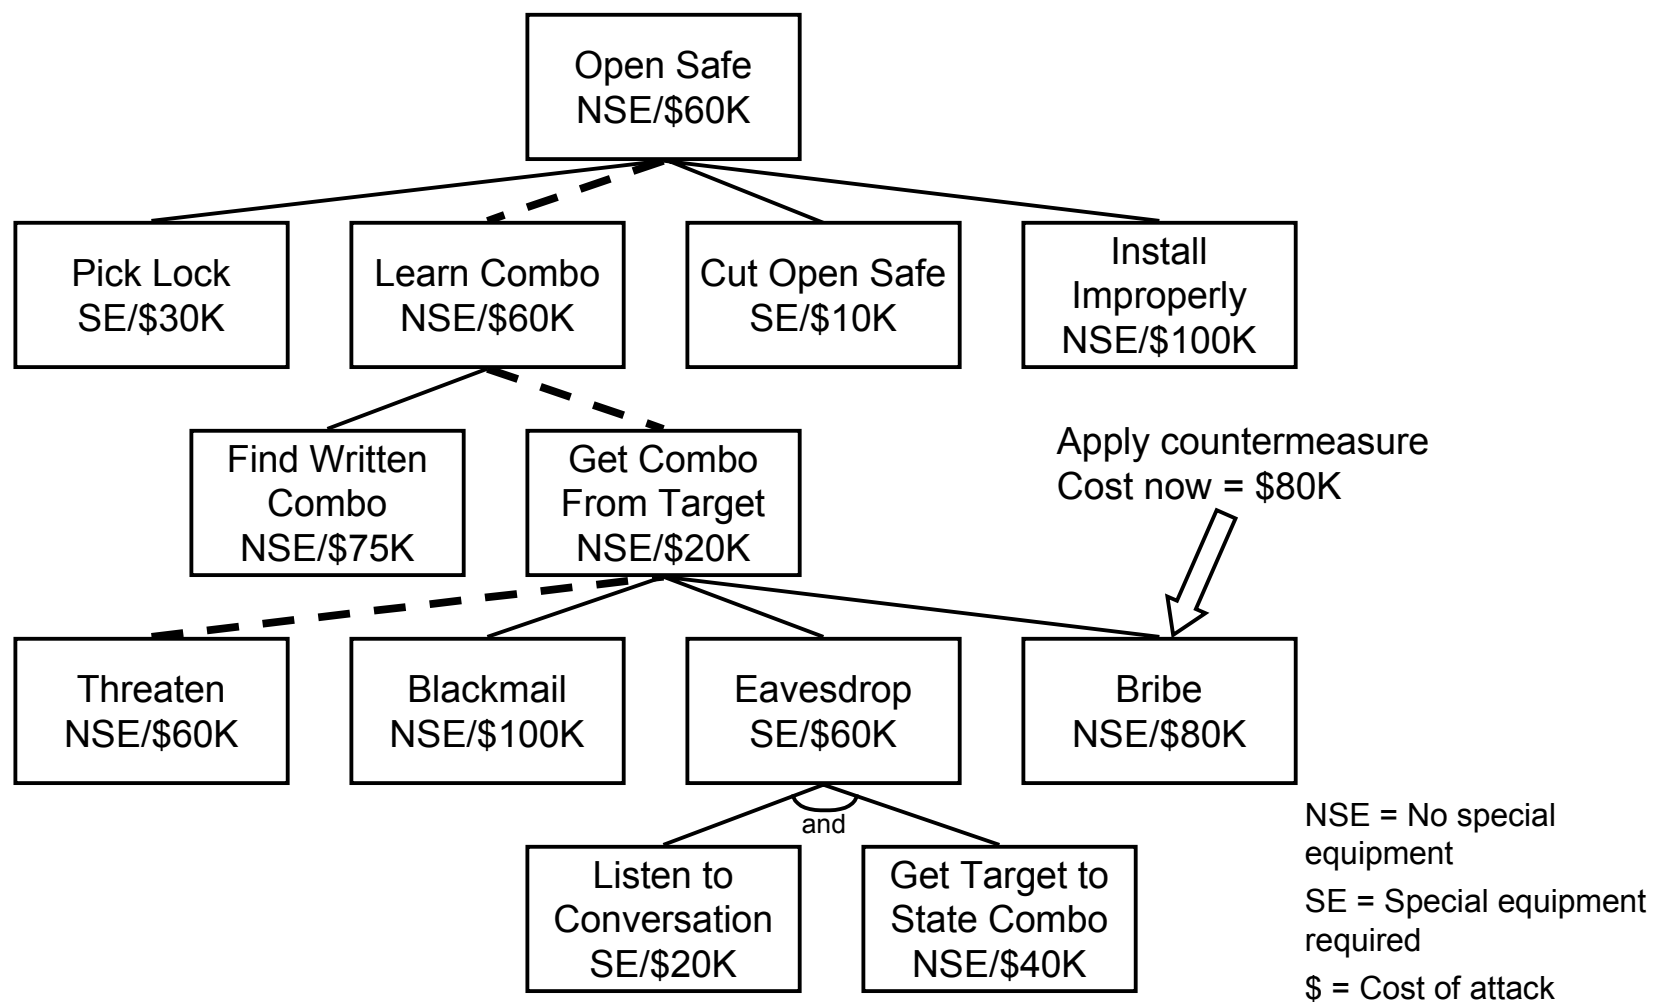 Open Safe
NSE/$60K
Pick Lock
SE/$30K
Learn Combo
NSE/$60K
Cut Open Safe
SE/$10K
Install
Improperly
NSE/$100K
Find Written
Combo
NSE/$75K
Get Combo
From Target
NSE/$20K
Apply countermeasure
Cost now = $80K
Threaten
NSE/$60K
Blackmail
NSE/$100K
Eavesdrop
SE/$60K
Bribe
NSE/$80K
and
Listen to
Conversation
SE/$20K
Get Target to
State Combo
NSE/$40K
NSE = No special
equipment
SE = Special equipment
required
$ = Cost of attack